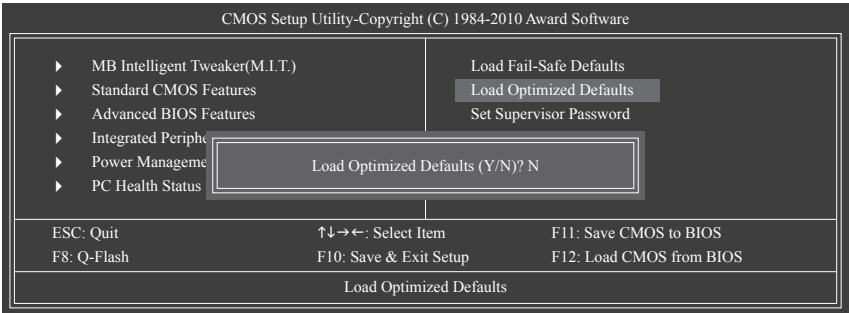 CMOS Setup Utility-Copyright (C) 1984-2010 Award Software
MB Intelligent Tweaker(M.I.T.)
Standard CMOS Features
Advanced BIOS Features
Integrated Periphe
Power Manageme
PC Health Status
Load Fail-Safe Defaults
Load Optimized Defaults
Set Supervisor Password
Load Optimized Defaults (Y/N)? N
ESC: Quit
↑↓→←: Select Item
F11: Save CMOS to BIOS
F8: Q-Flash
F10: Save & Exit Setup
F12: Load CMOS from BIOS
Load Optimized Defaults